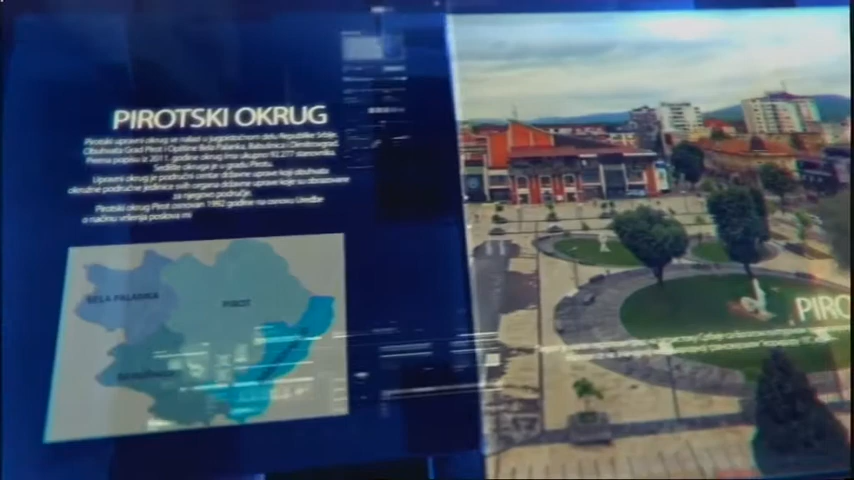 PIROTSKI OKRUG
Pirotski upravni okrug se nalazi u jugoistočnom delu Republike Srbije.
Obuhvata Grad Pirot i Opštine Bela Palanka, Babušnica i Dimitrovgrad.
Prema popisu iz 2011. godine okrug ima ukupno 92.277 stanovnika.
Sedište okruga je u gradu Pirotu.
Upravni okrug je područni centar državne uprave koji obuhvata
okružne područne jedinice svih organa državne uprave koje su obrazovane
za njegovo područje.
Pirotski okrug Pirot osnovan 1992 godine na osnovu Uredbe
o načinu vršenja poslova mi
BELA PALANKA
PIROT
PIRO